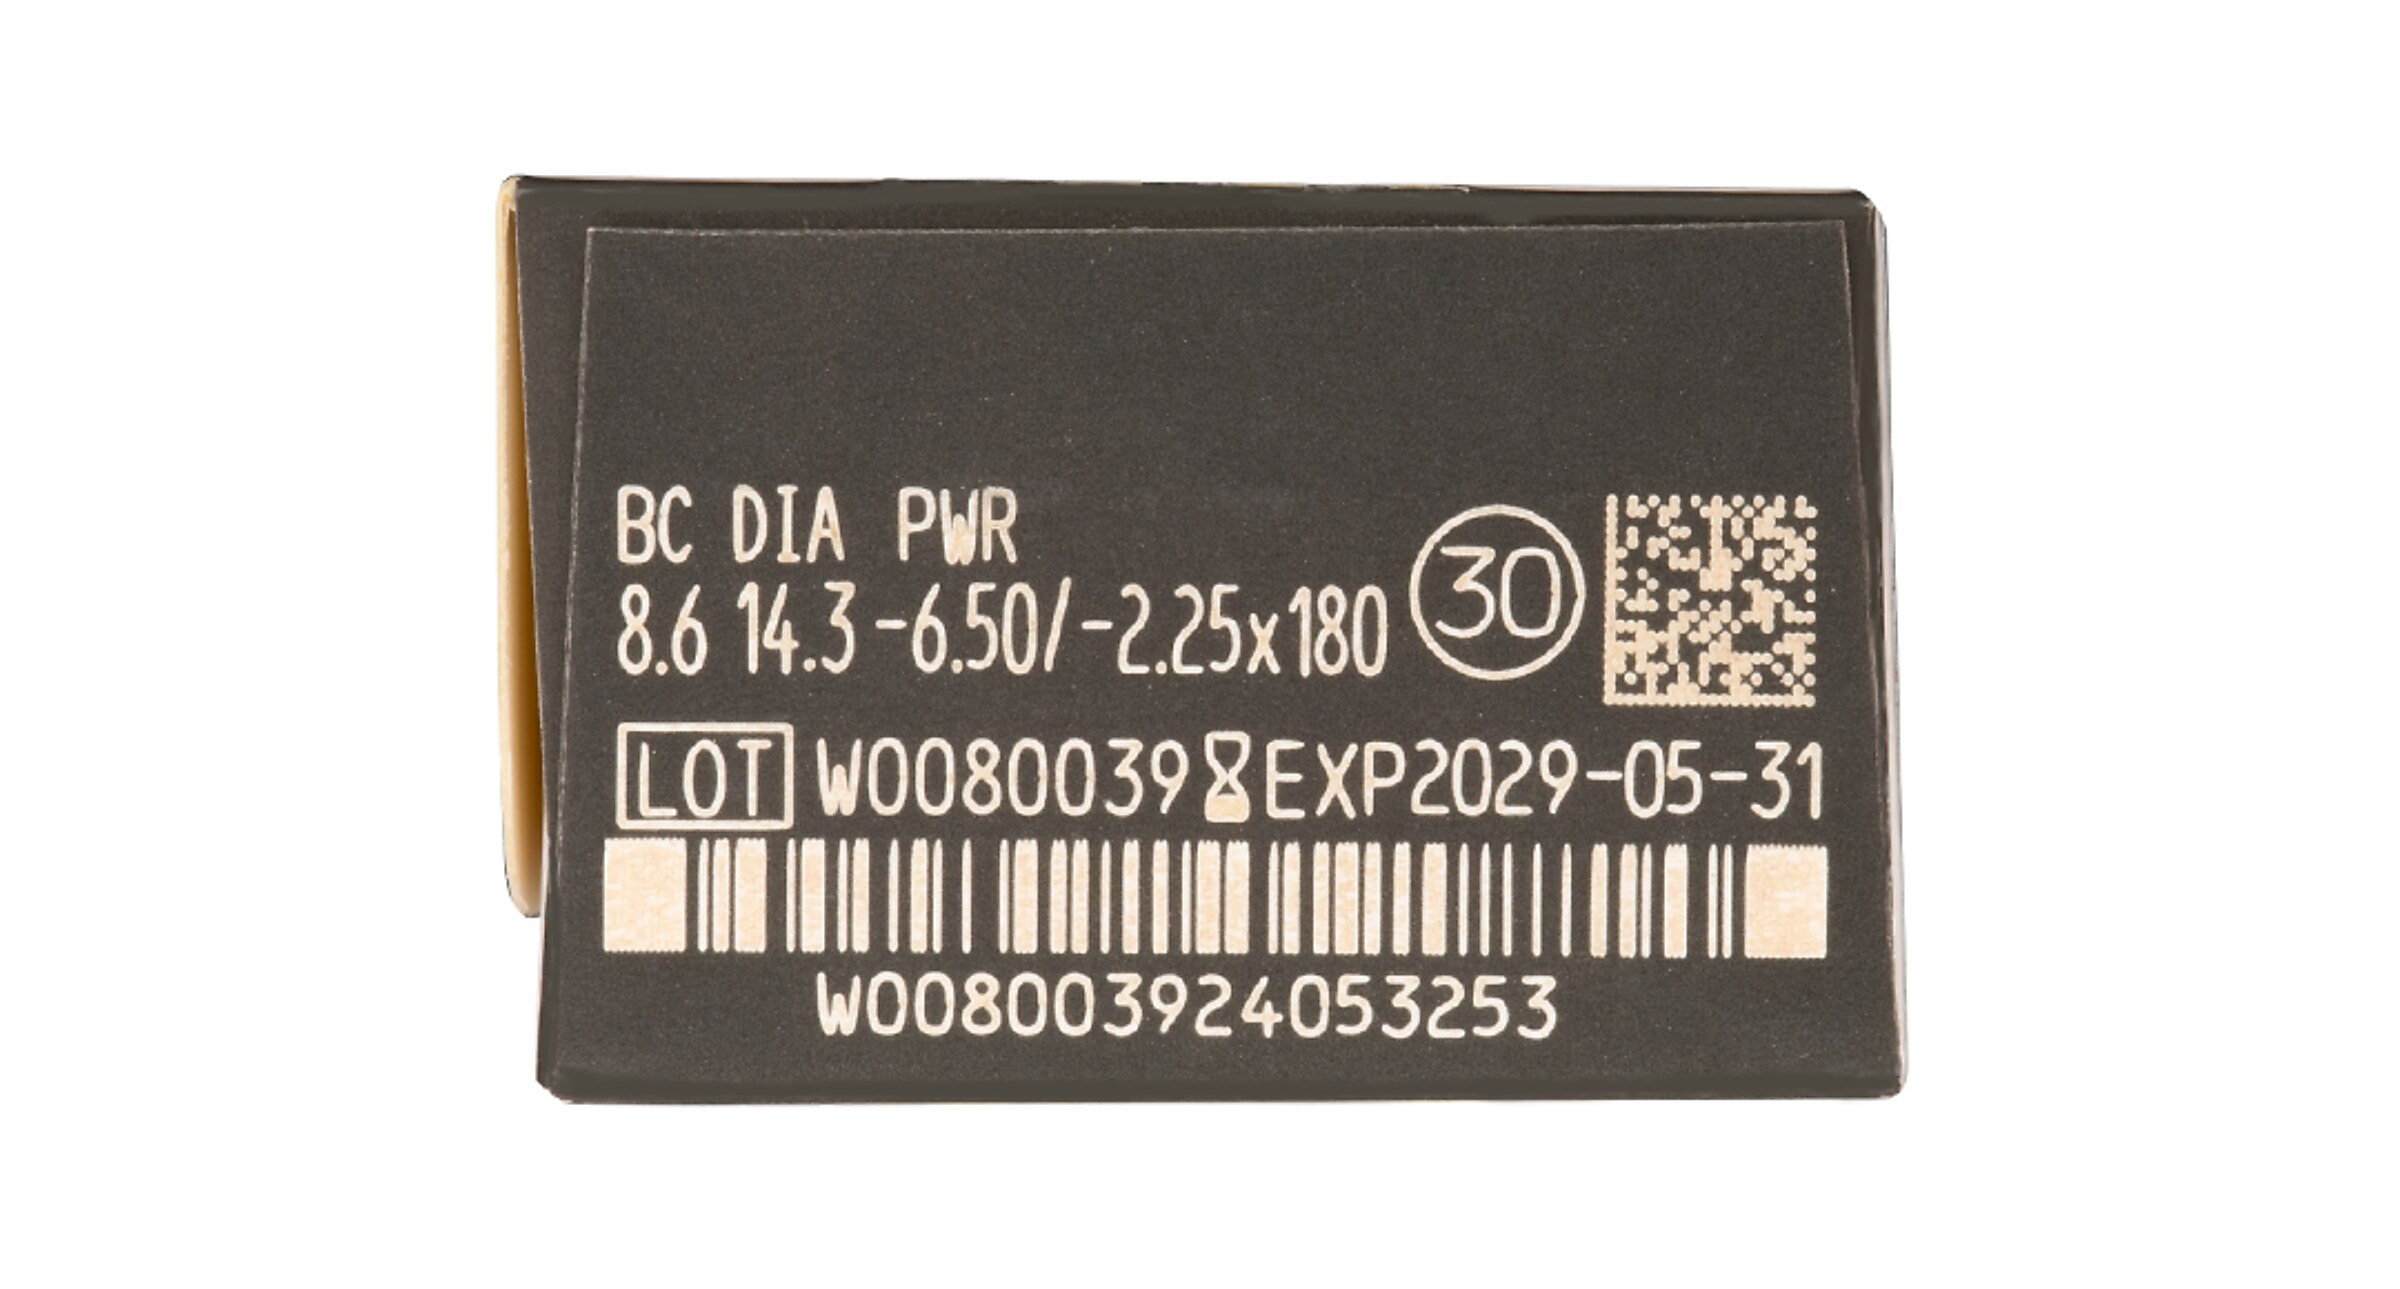 BC DIA PWR
8.6 14.3 -6.50/-2.25x180 30
LOT W0080039 EXP2029-05-31
W008003924053253